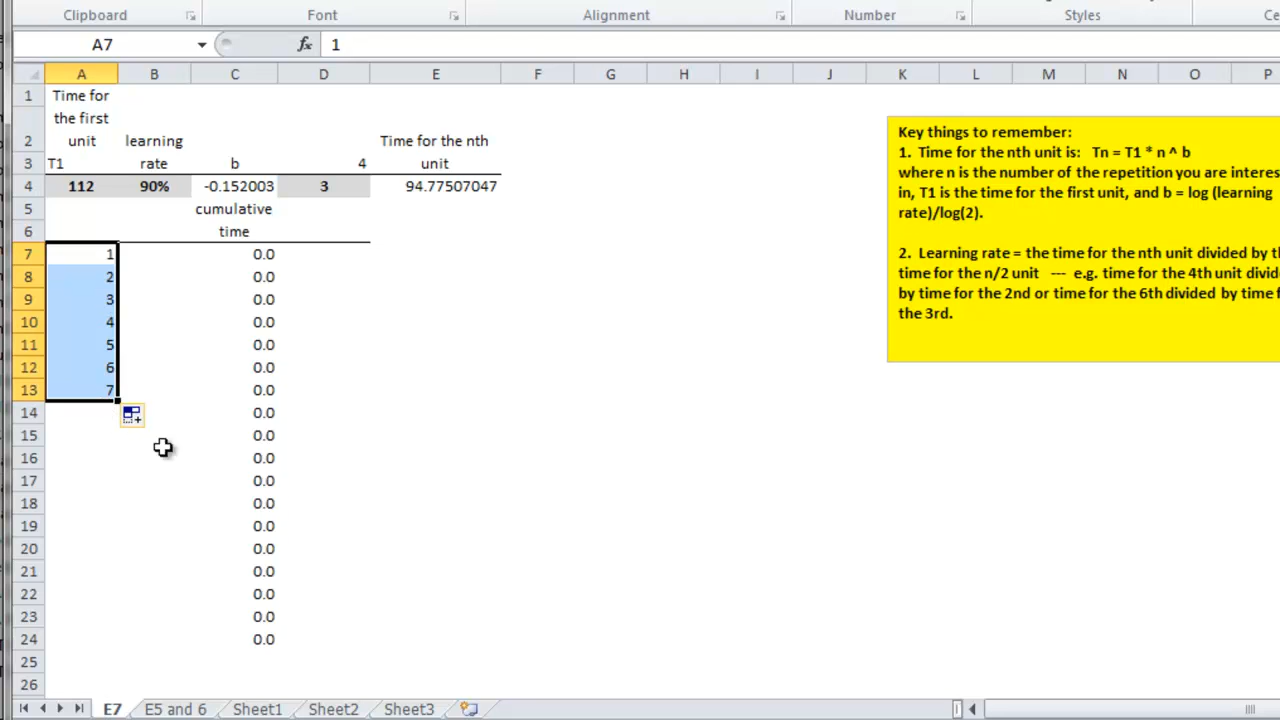 Clipboard Font Alignment Number Styles
A7 fx 1
A B C D E F G H I J K L M N O P
1 Time for
the first
2 unit learning Time for the nth
3 T1 rate b 4 unit
4 112 90% -0.152003 3 94.77507047
5 cumulative
6 time
7 1 0.0
8 2 0.0
9 3 0.0
10 4 0.0
11 5 0.0
12 6 0.0
13 7 0.0
14 0.0
15 0.0
16 0.0
17 0.0
18 0.0
19 0.0
20 0.0
21 0.0
22 0.0
23 0.0
24 0.0
25
26
Key things to remember:
1. Time for the nth unit is: Tn = T1 * n ^ b
where n is the number of the repetition you are interes
in, T1 is the time for the first unit, and b = log (learning
rate)/log(2).
2. Learning rate = the time for the nth unit divided by th
time for the n/2 unit --- e.g. time for the 4th unit divid
by time for the 2nd or time for the 6th divided by time f
the 3rd.
E7 E5 and 6 Sheet1 Sheet2 Sheet3